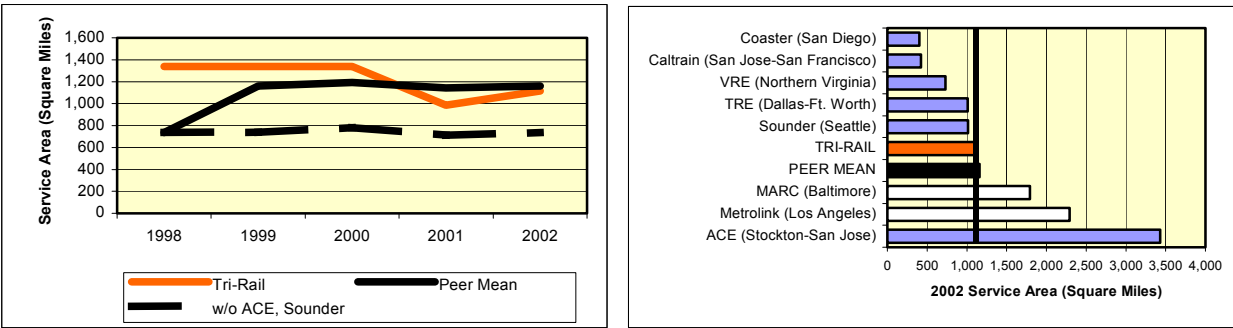 Service Area (Square Miles)
1,600
1,400
1,200
1,000
800
600
400
200
0
1998 1999 2000 2001 2002
Tri-Rail Peer Mean
w/o ACE, Sounder
Coaster (San Diego)
Caltrain (San Jose-San Francisco)
VRE (Northern Virginia)
TRE (Dallas-Ft. Worth)
Sounder (Seattle)
TRI-RAIL
PEER MEAN
MARC (Baltimore)
Metrolink (Los Angeles)
ACE (Stockton-San Jose)
0 500 1,000 1,500 2,000 2,500 3,000 3,500 4,000
2002 Service Area (Square Miles)